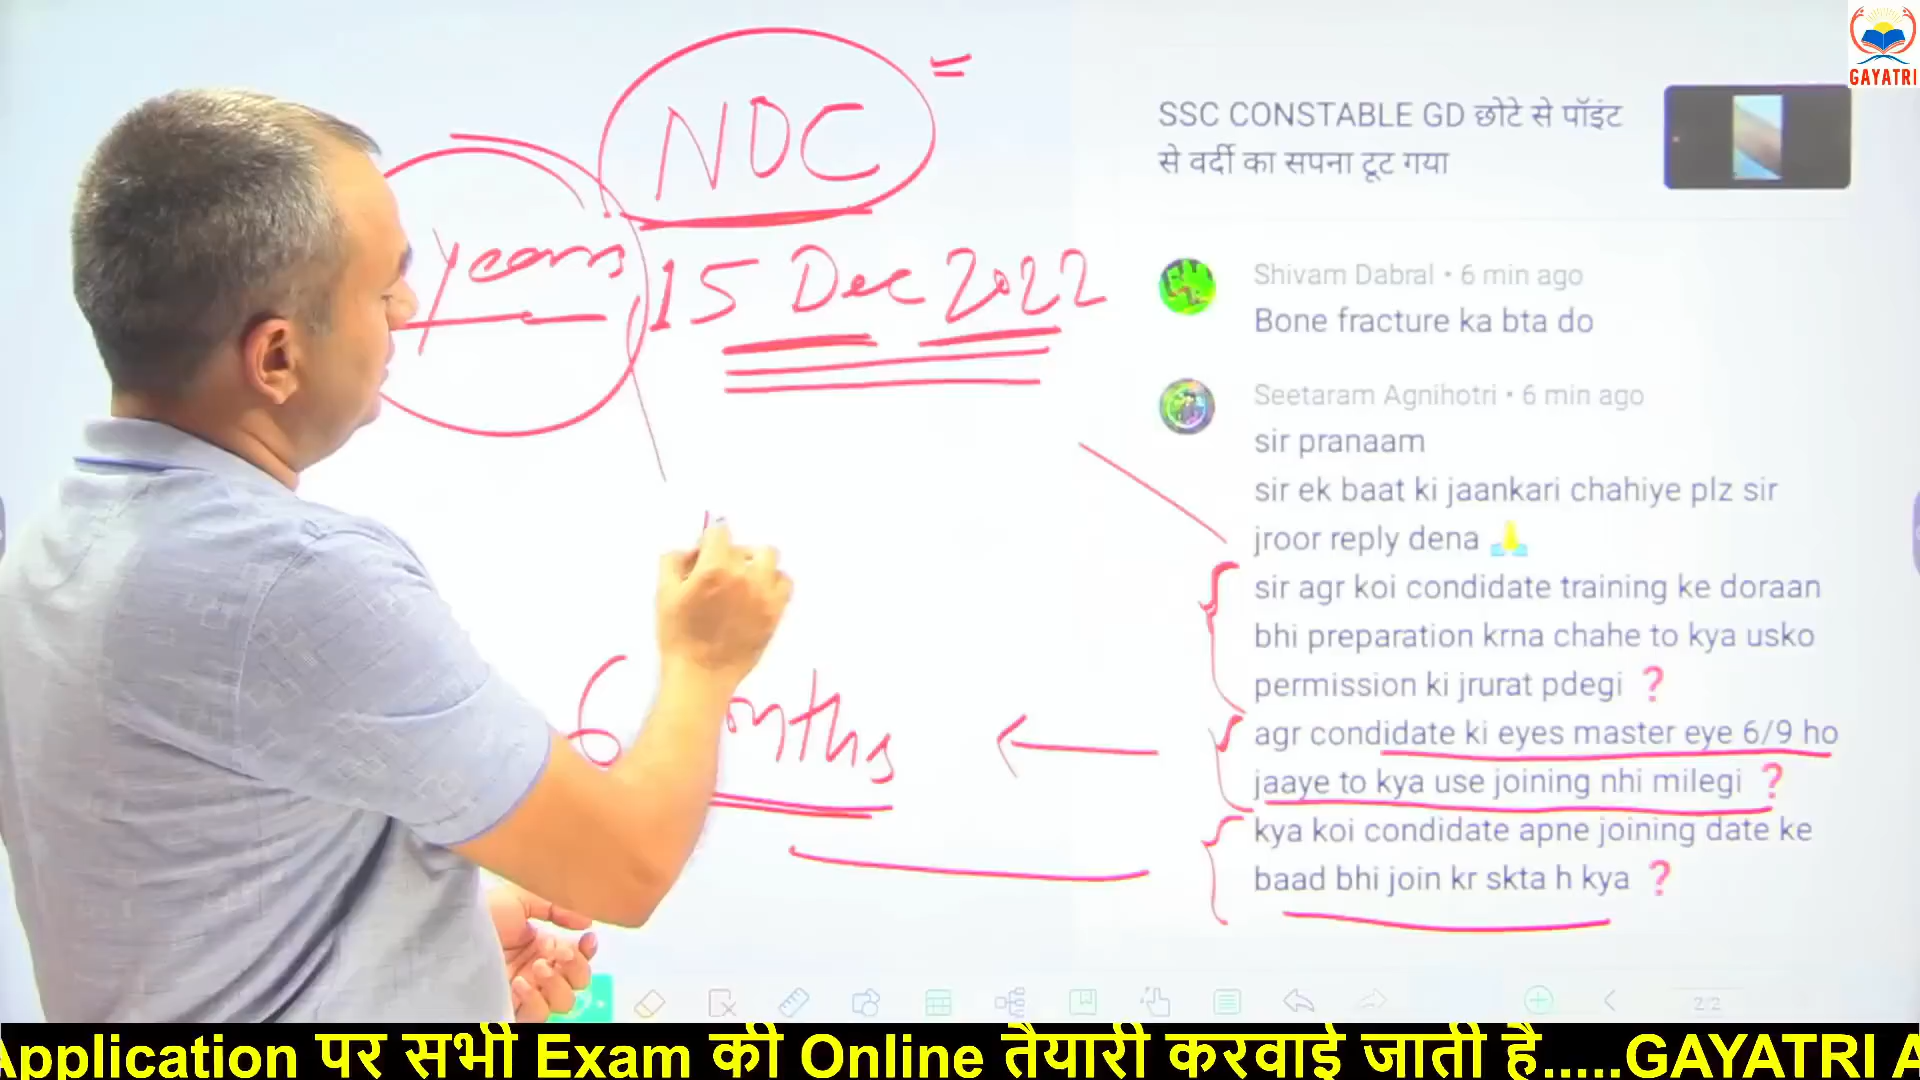 GAYATRI
NOC
years
15 Dec 2022
6 months
SSC CONSTABLE GD छोटे से पॉइंट
से वर्दी का सपना टूट गया
Shivam Dabral • 6 min ago
Bone fracture ka bta do
Seetaram Agnihotri • 6 min ago
sir pranaam
sir ek baat ki jaankari chahiye plz sir
jroor reply dena 🙏
sir agr koi condidate training ke doraan
bhi preparation krna chahe to kya usko
permission ki jrurat pdegi ❓
agr condidate ki eyes master eye 6/9 ho
jaaye to kya use joining nhi milegi ❓
kya koi condidate apne joining date ke
baad bhi join kr skta h kya ❓
2/2
Application पर सभी Exam की Online तैयारी करवाई जाती है.....GAYATRI A